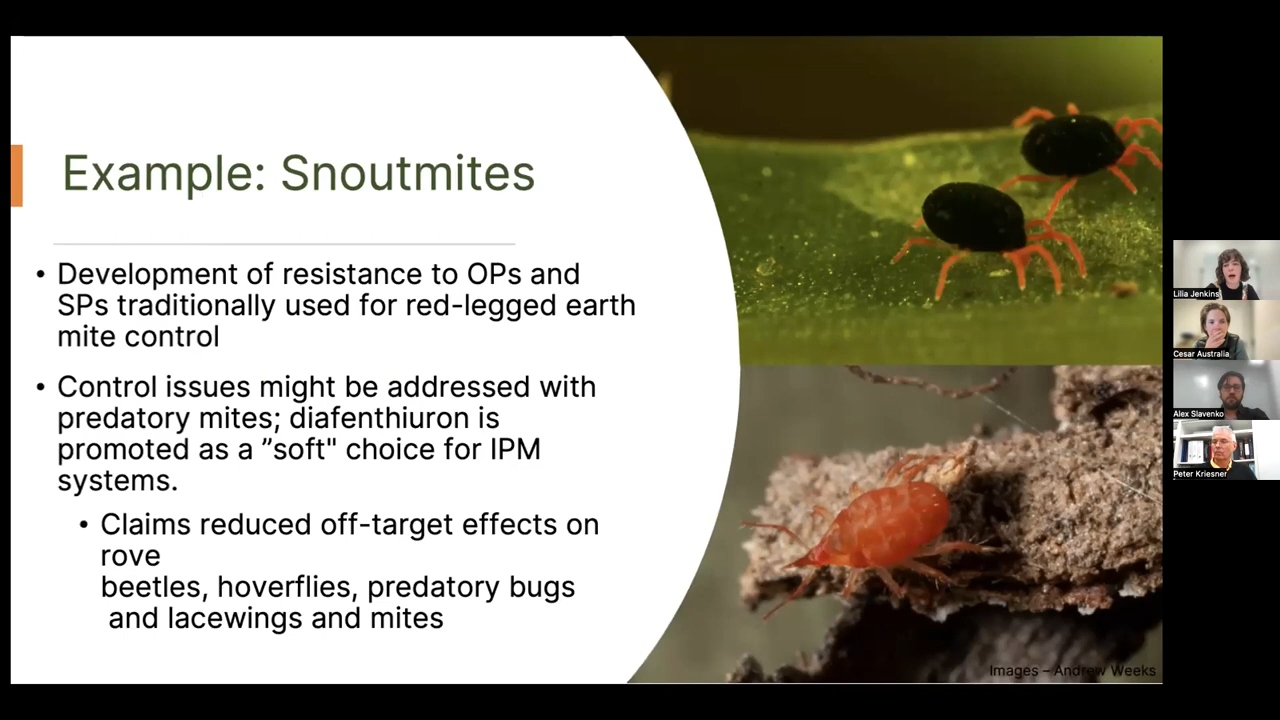 Example: Snoutmites
• Development of resistance to OPs and
SPs traditionally used for red-legged earth
mite control
• Control issues might be addressed with
predatory mites; diafenthiuron is
promoted as a ”soft" choice for IPM
systems.
• Claims reduced off-target effects on
rove
beetles, hoverflies, predatory bugs
and lacewings and mites
Images – Andrew Weeks
Lilia Jenkins
Cesar Australia
Alex Slavenko
Peter Kriesner